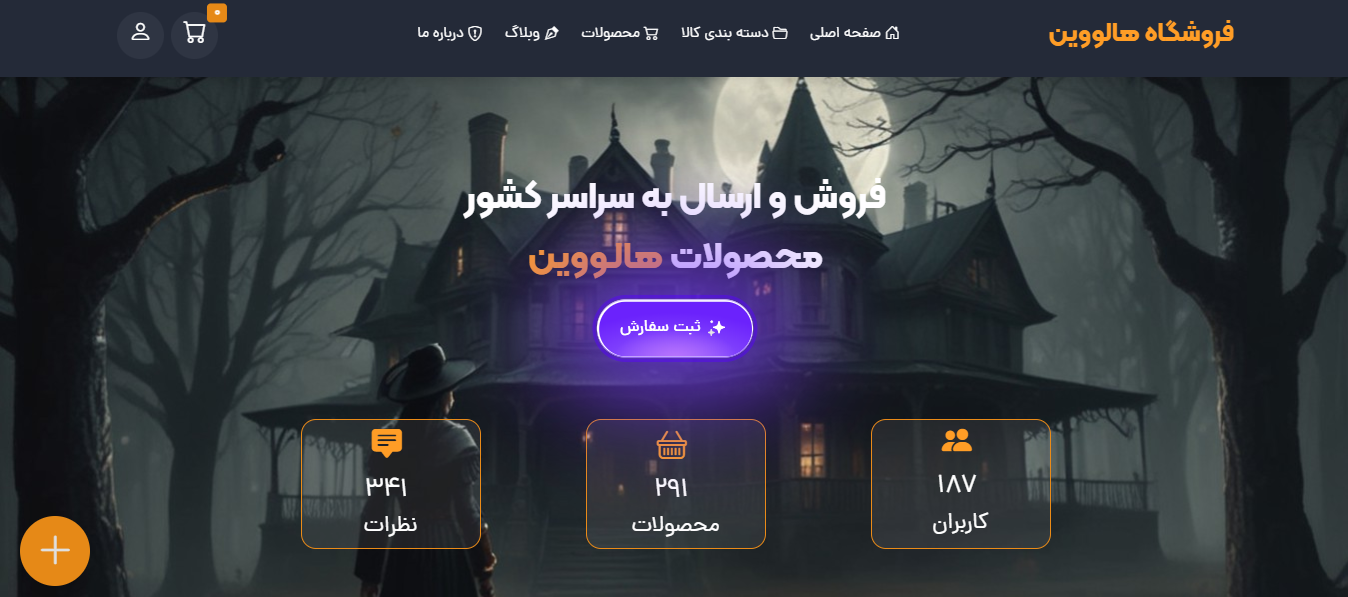 فروشگاه هالووین
صفحه اصلی
دسته بندی کالا
محصولات
وبلاگ
درباره ما
۰
فروش و ارسال به سراسر کشور
محصولات هالووین
ثبت سفارش
۱۸۷
کاربران
۲۹۱
محصولات
۳۴۱
نظرات